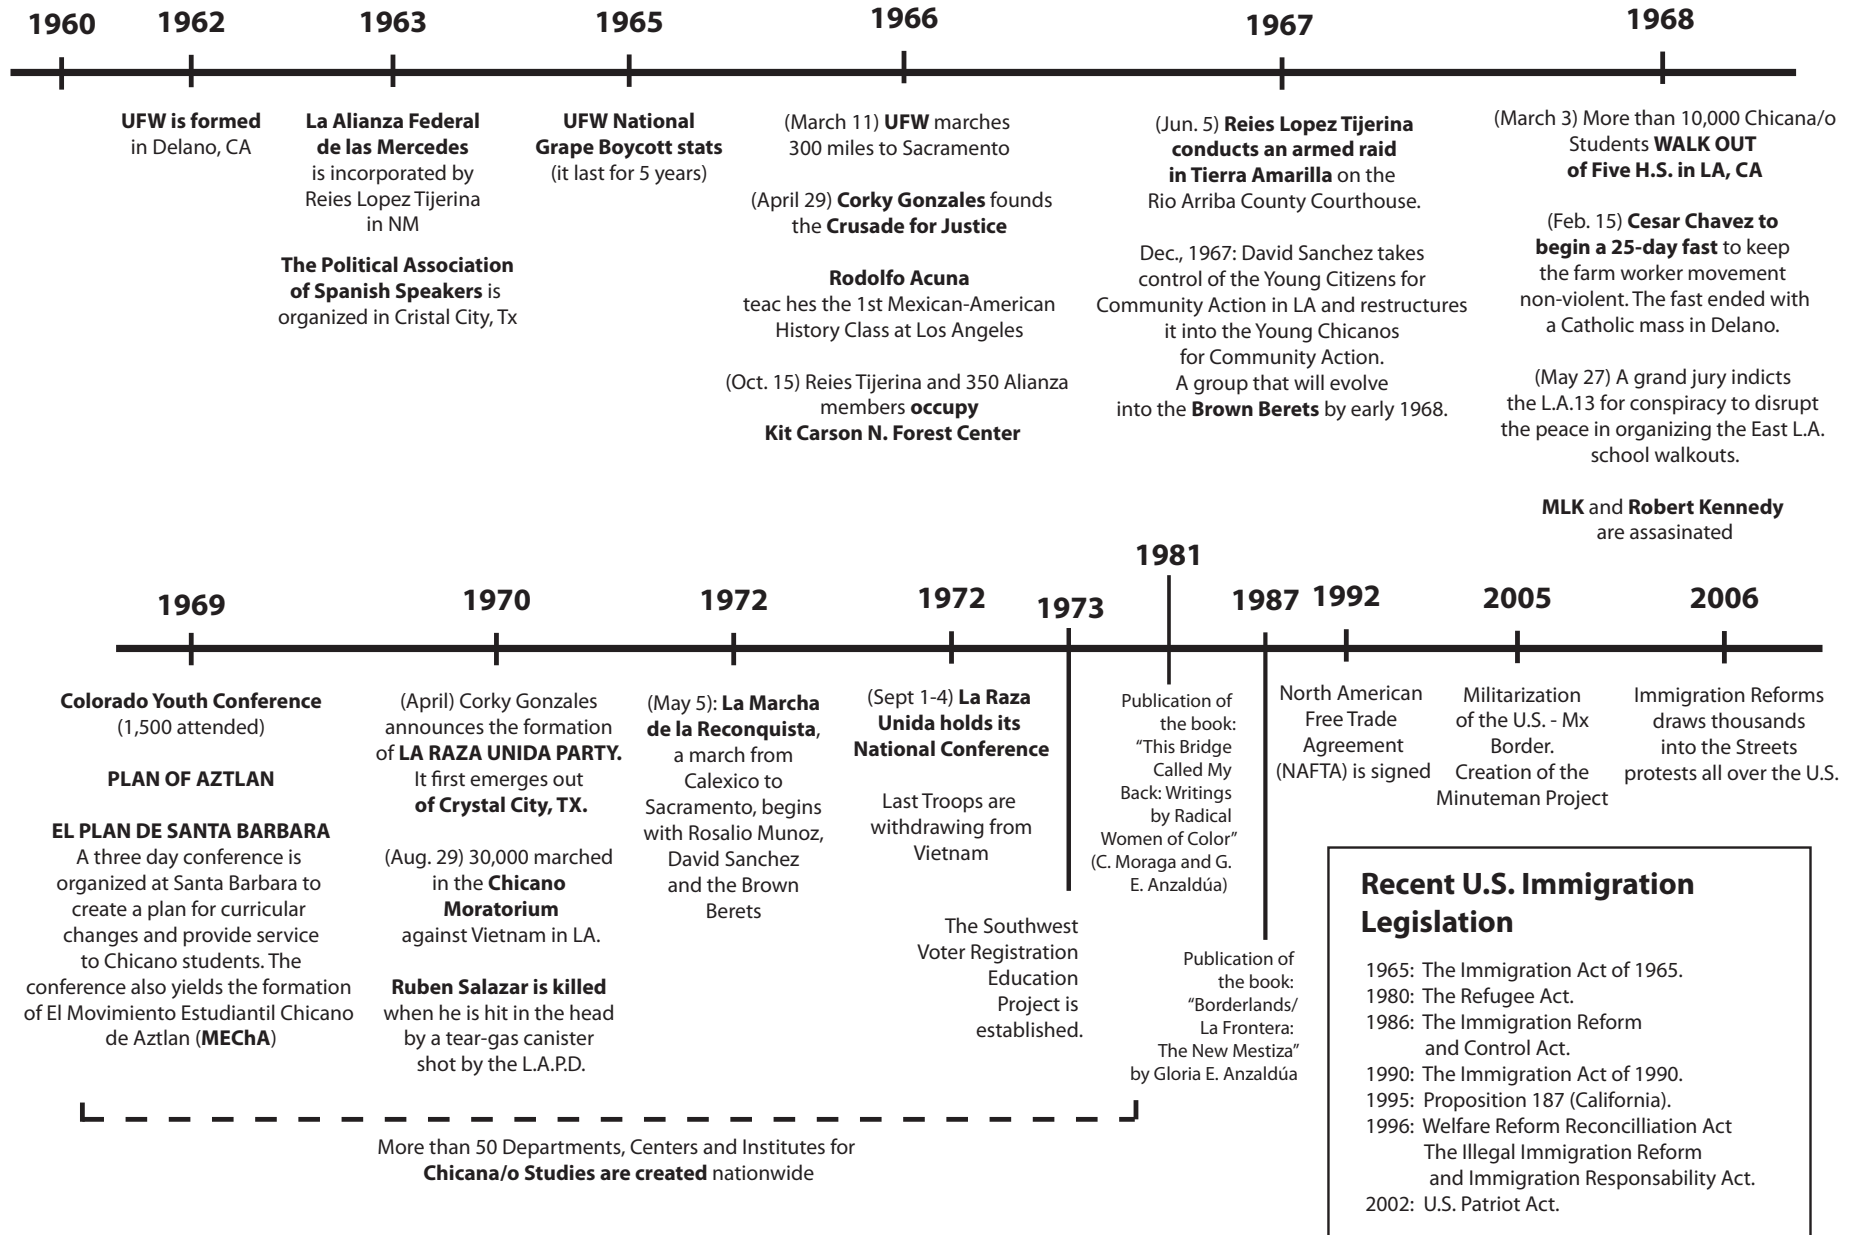 1960
1962
1963
1965
1966
1967
1968
UFW is formed
in Delano, CA
La Alianza Federal
de las Mercedes
is incorporated by
Reies Lopez Tijerina
in NM
The Political Association
of Spanish Speakers is
organized in Cristal City, Tx
UFW National
Grape Boycott stats
(it last for 5 years)
(March 11) UFW marches
300 miles to Sacramento
(April 29) Corky Gonzales founds
the Crusade for Justice
Rodolfo Acuna
teac hes the 1st Mexican-American
History Class at Los Angeles
(Oct. 15) Reies Tijerina and 350 Alianza
members occupy
Kit Carson N. Forest Center
(Jun. 5) Reies Lopez Tijerina
conducts an armed raid
in Tierra Amarilla on the
Rio Arriba County Courthouse.
Dec., 1967: David Sanchez takes
control of the Young Citizens for
Community Action in LA and restructures
it into the Young Chicanos
for Community Action.
A group that will evolve
into the Brown Berets by early 1968.
(March 3) More than 10,000 Chicana/o
Students WALK OUT
of Five H.S. in LA, CA
(Feb. 15) Cesar Chavez to
begin a 25-day fast to keep
the farm worker movement
non-violent. The fast ended with
a Catholic mass in Delano.
(May 27) A grand jury indicts
the L.A.13 for conspiracy to disrupt
the peace in organizing the East L.A.
school walkouts.
MLK and Robert Kennedy
are assasinated
1969
1970
1972
1972
1973
1981
1987
1992
2005
2006
Colorado Youth Conference
(1,500 attended)
PLAN OF AZTLAN
EL PLAN DE SANTA BARBARA
A three day conference is
organized at Santa Barbara to
create a plan for curricular
changes and provide service
to Chicano students. The
conference also yields the formation
of El Movimiento Estudiantil Chicano
de Aztlan (MEChA)
(April) Corky Gonzales
announces the formation
of LA RAZA UNIDA PARTY.
It first emerges out
of Crystal City, TX.
(Aug. 29) 30,000 marched
in the Chicano
Moratorium
against Vietnam in LA.
Ruben Salazar is killed
when he is hit in the head
by a tear-gas canister
shot by the L.A.P.D.
(May 5): La Marcha
de la Reconquista,
a march from
Calexico to
Sacramento, begins
with Rosalio Munoz,
David Sanchez
and the Brown
Berets
(Sept 1-4) La Raza
Unida holds its
National Conference
Last Troops are
withdrawing from
Vietnam
The Southwest
Voter Registration
Education
Project is
established.
Publication of
the book:
“This Bridge
Called My
Back: Writings
by Radical
Women of Color”
(C. Moraga and G.
E. Anzaldúa)
Publication of
the book:
“Borderlands/
La Frontera:
The New Mestiza”
by Gloria E. Anzaldúa
North American
Free Trade
Agreement
(NAFTA) is signed
Militarization
of the U.S. - Mx
Border.
Creation of the
Minuteman Project
Immigration Reforms
draws thousands
into the Streets
protests all over the U.S.
More than 50 Departments, Centers and Institutes for
Chicana/o Studies are created nationwide
Recent U.S. Immigration
Legislation
1965: The Immigration Act of 1965.
1980: The Refugee Act.
1986: The Immigration Reform
and Control Act.
1990: The Immigration Act of 1990.
1995: Proposition 187 (California).
1996: Welfare Reform Reconcilliation Act
The Illegal Immigration Reform
and Immigration Responsability Act.
2002: U.S. Patriot Act.